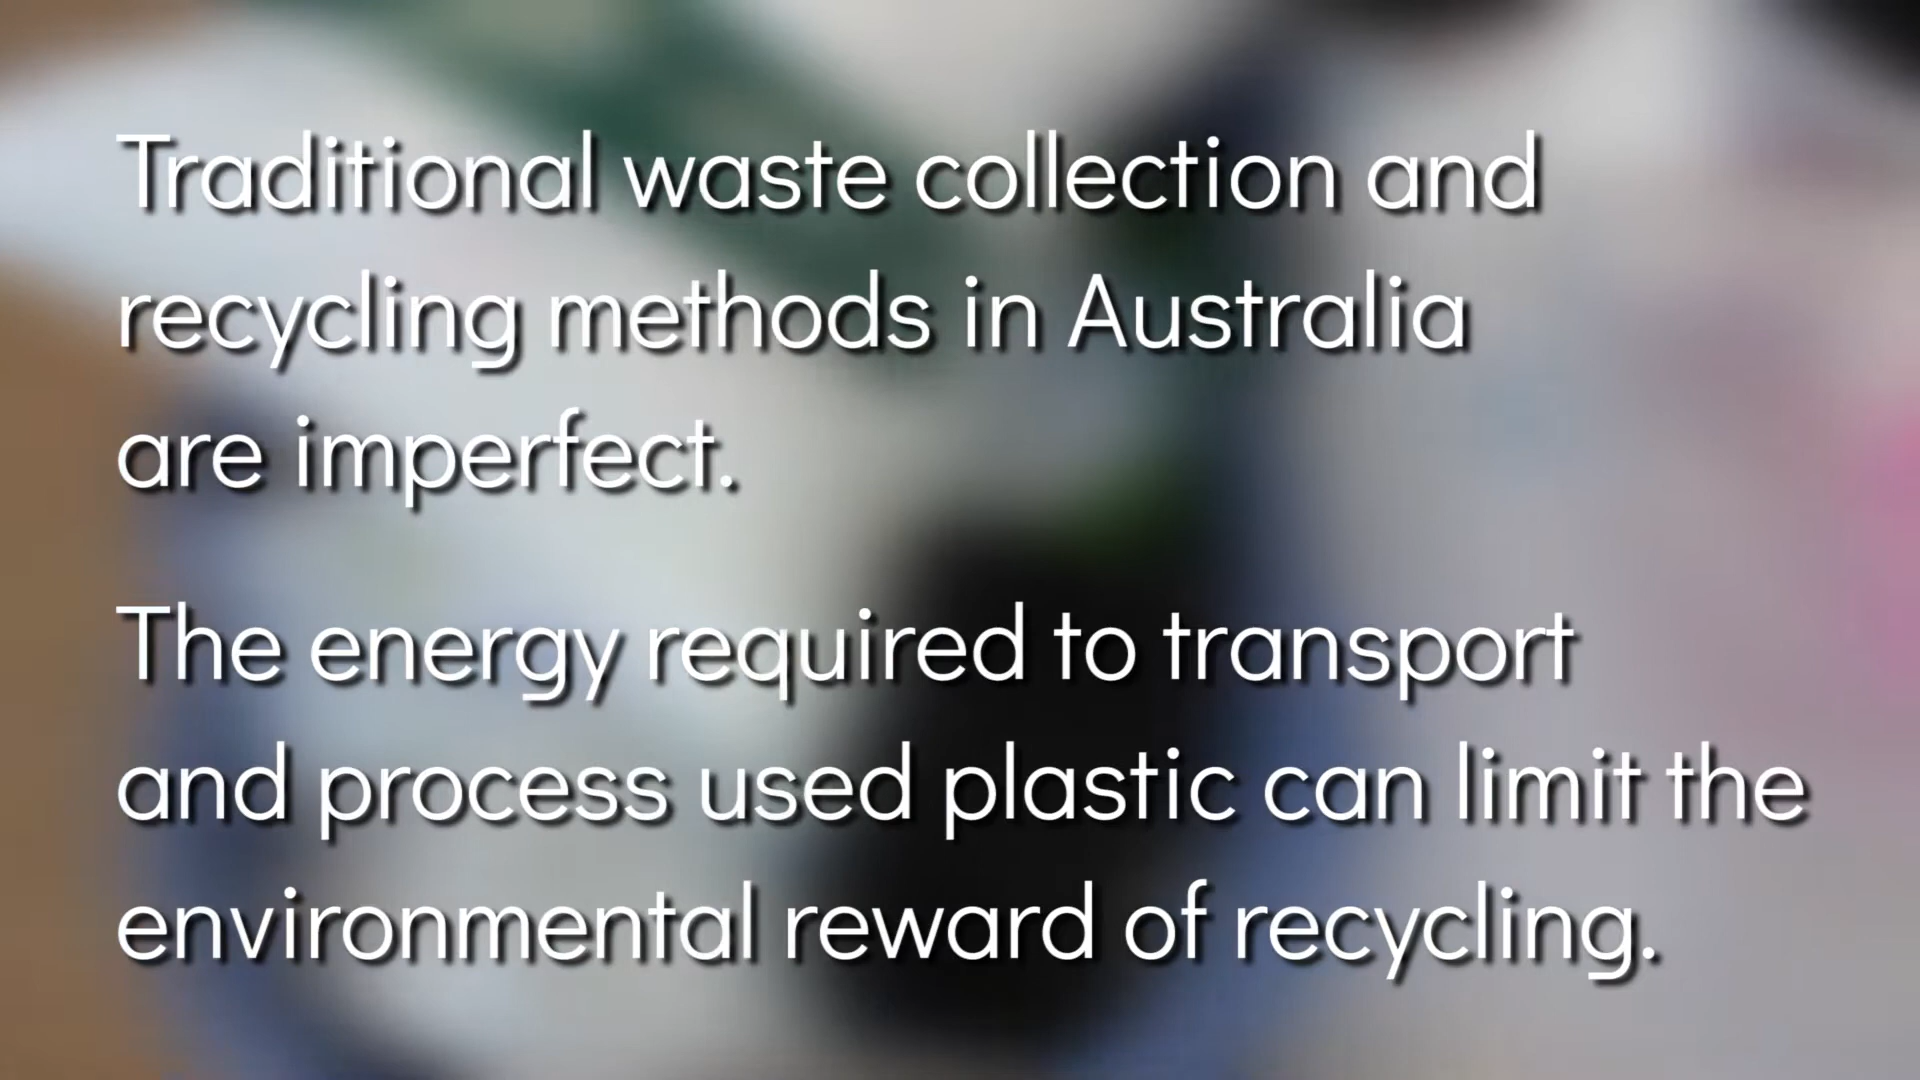 Traditional waste collection and
recycling methods in Australia
are imperfect.
The energy required to transport
and process used plastic can limit the
environmental reward of recycling.